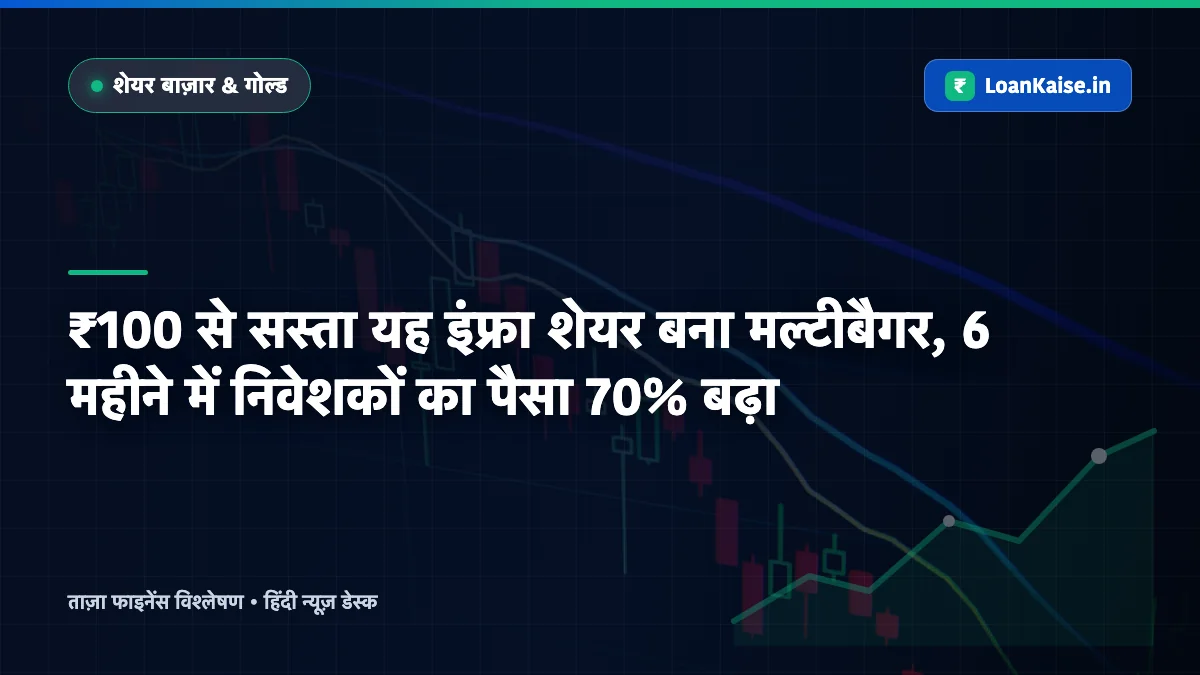 शेयर बाज़ार & गोल्ड
₹ LoanKaise.in
₹100 से सस्ता यह इंफ्रा शेयर बना मल्टीबैगर, 6
महीने में निवेशकों का पैसा 70% बढ़ा
ताज़ा फाइनेंस विश्लेषण • हिंदी न्यूज़ डेस्क